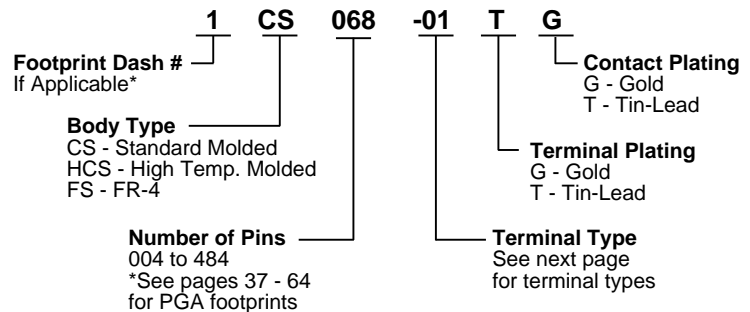 1 CS 068 -01 T G
Footprint Dash #
If Applicable*
Contact Plating
G - Gold
T - Tin-Lead
Body Type
CS - Standard Molded
HCS - High Temp. Molded
FS - FR-4
Terminal Plating
G - Gold
T - Tin-Lead
Number of Pins
004 to 484
*See pages 37 - 64
for PGA footprints
Terminal Type
See next page
for terminal types